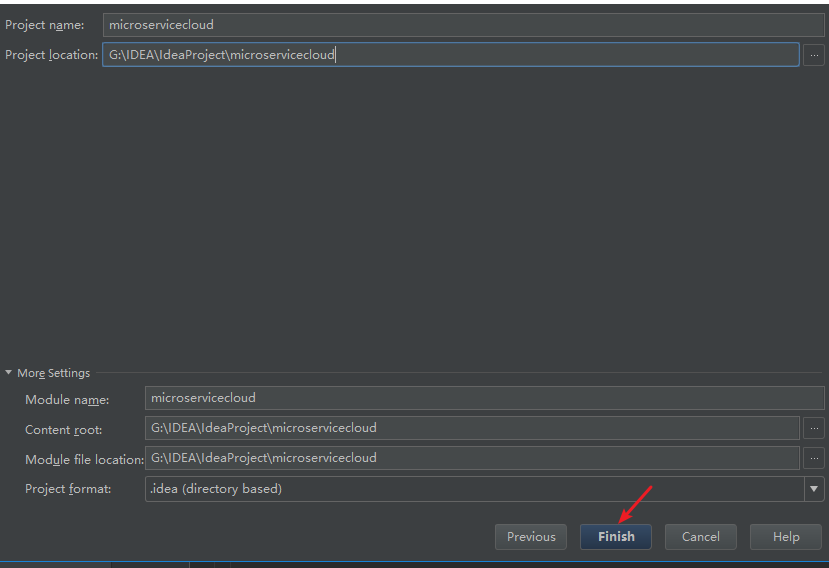 Project name: microservicecloud
Project location: G:\IDEA\IdeaProject\microservicecloud ...
More Settings
Module name: microservicecloud
Content root: G:\IDEA\IdeaProject\microservicecloud ...
Module file location: G:\IDEA\IdeaProject\microservicecloud ...
Project format: .idea (directory based)
Previous Finish Cancel Help